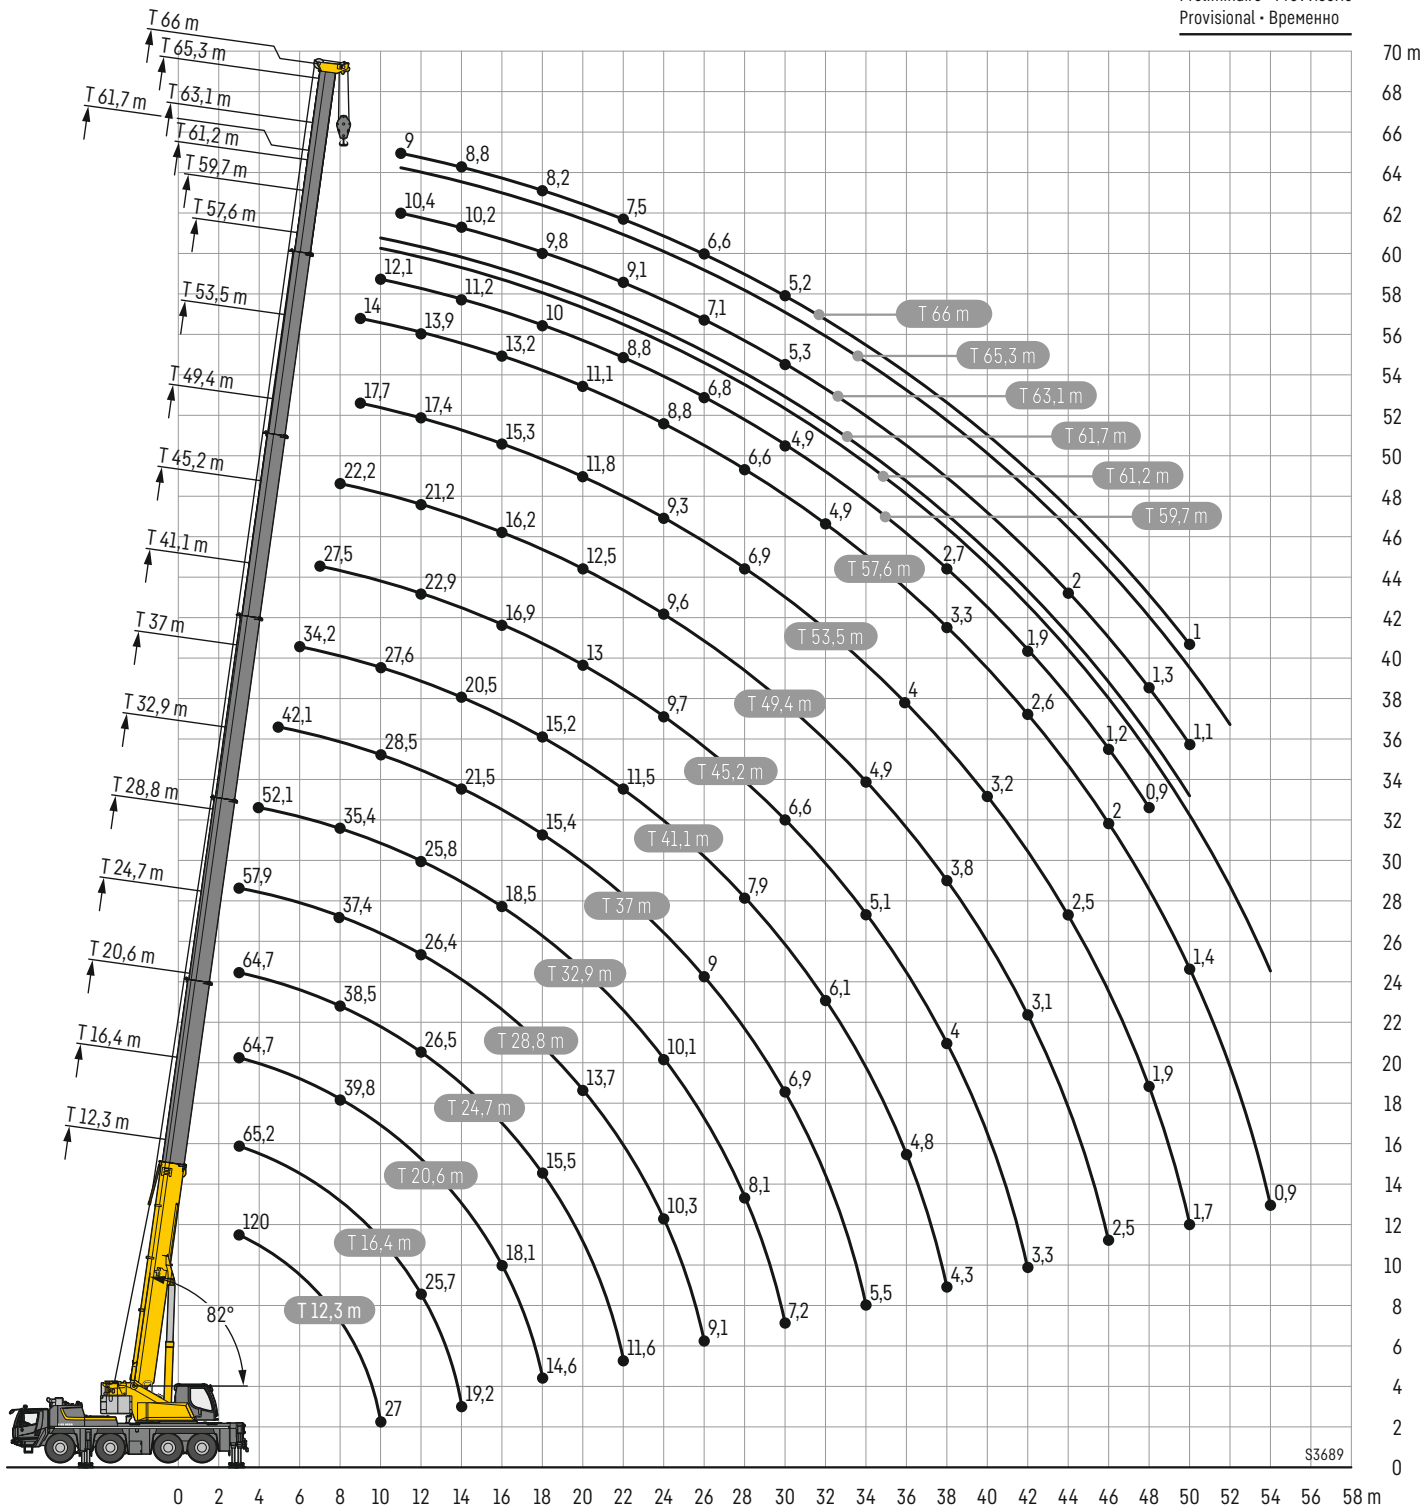 Provisional • Временно
T 66 m
T 65,3 m
T 61,7 m
T 63,1 m
T 61,2 m
T 59,7 m
T 57,6 m
T 53,5 m
T 49,4 m
T 45,2 m
T 41,1 m
T 37 m
T 32,9 m
T 28,8 m
T 24,7 m
T 20,6 m
T 16,4 m
T 12,3 m
82°
9 8,8 8,2 7,5 6,6 5,2 1
10,4 10,2 9,8 9,1 7,1 5,3 2 1,3 1,1
12,1 11,2 10 8,8 6,8 4,9 2,7 1,9 1,2 0,9
14 13,9 13,2 11,1 8,8 6,6 4,9 3,3 2,6 2 1,4 0,9
17,7 17,4 15,3 11,8 9,3 6,9 4 3,2 2,5 1,9 1,7
22,2 21,2 16,2 12,5 9,6 4,9 3,8 3,1 2,5
27,5 22,9 16,9 13 9,7 6,6 5,1 4 3,3
34,2 27,6 20,5 15,2 11,5 7,9 6,1 4,8 4,3
42,1 28,5 21,5 15,4 9 6,9 5,5
52,1 35,4 25,8 18,5 10,1 8,1 7,2
57,9 37,4 26,4 13,7 10,3 9,1
64,7 38,5 26,5 15,5 11,6
64,7 39,8 18,1 14,6
65,2 25,7 19,2
120 27
T 66 m
T 65,3 m
T 63,1 m
T 61,7 m
T 61,2 m
T 59,7 m
T 57,6 m
T 53,5 m
T 49,4 m
T 45,2 m
T 41,1 m
T 37 m
T 32,9 m
T 28,8 m
T 24,7 m
T 20,6 m
T 16,4 m
T 12,3 m
70 m
68
66
64
62
60
58
56
54
52
50
48
46
44
42
40
38
36
34
32
30
28
26
24
22
20
18
16
14
12
10
8
6
4
2
0
S3689
0 2 4 6 8 10 12 14 16 18 20 22 24 26 28 30 32 34 36 38 40 42 44 46 48 50 52 54 56 58 m